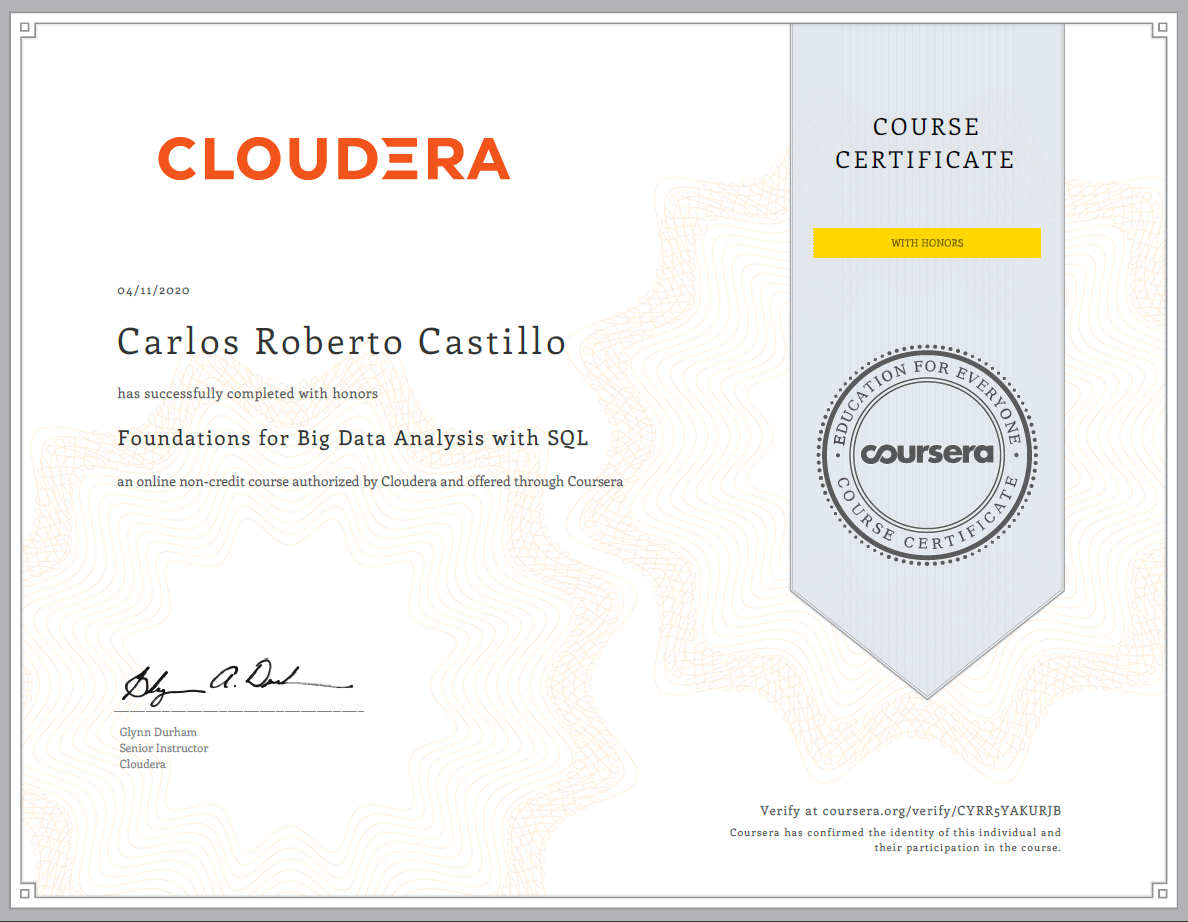 CLOUDERA
COURSE
CERTIFICATE
WITH HONORS
04/11/2020
Carlos Roberto Castillo
has successfully completed with honors
Foundations for Big Data Analysis with SQL
an online non-credit course authorized by Cloudera and offered through Coursera
EDUCATION FOR EVERYONE
coursera
COURSE CERTIFICATE
Glynn A. Durham
Glynn Durham
Senior Instructor
Cloudera
Verify at coursera.org/verify/CYRR5YAKURJB
Coursera has confirmed the identity of this individual and
their participation in the course.